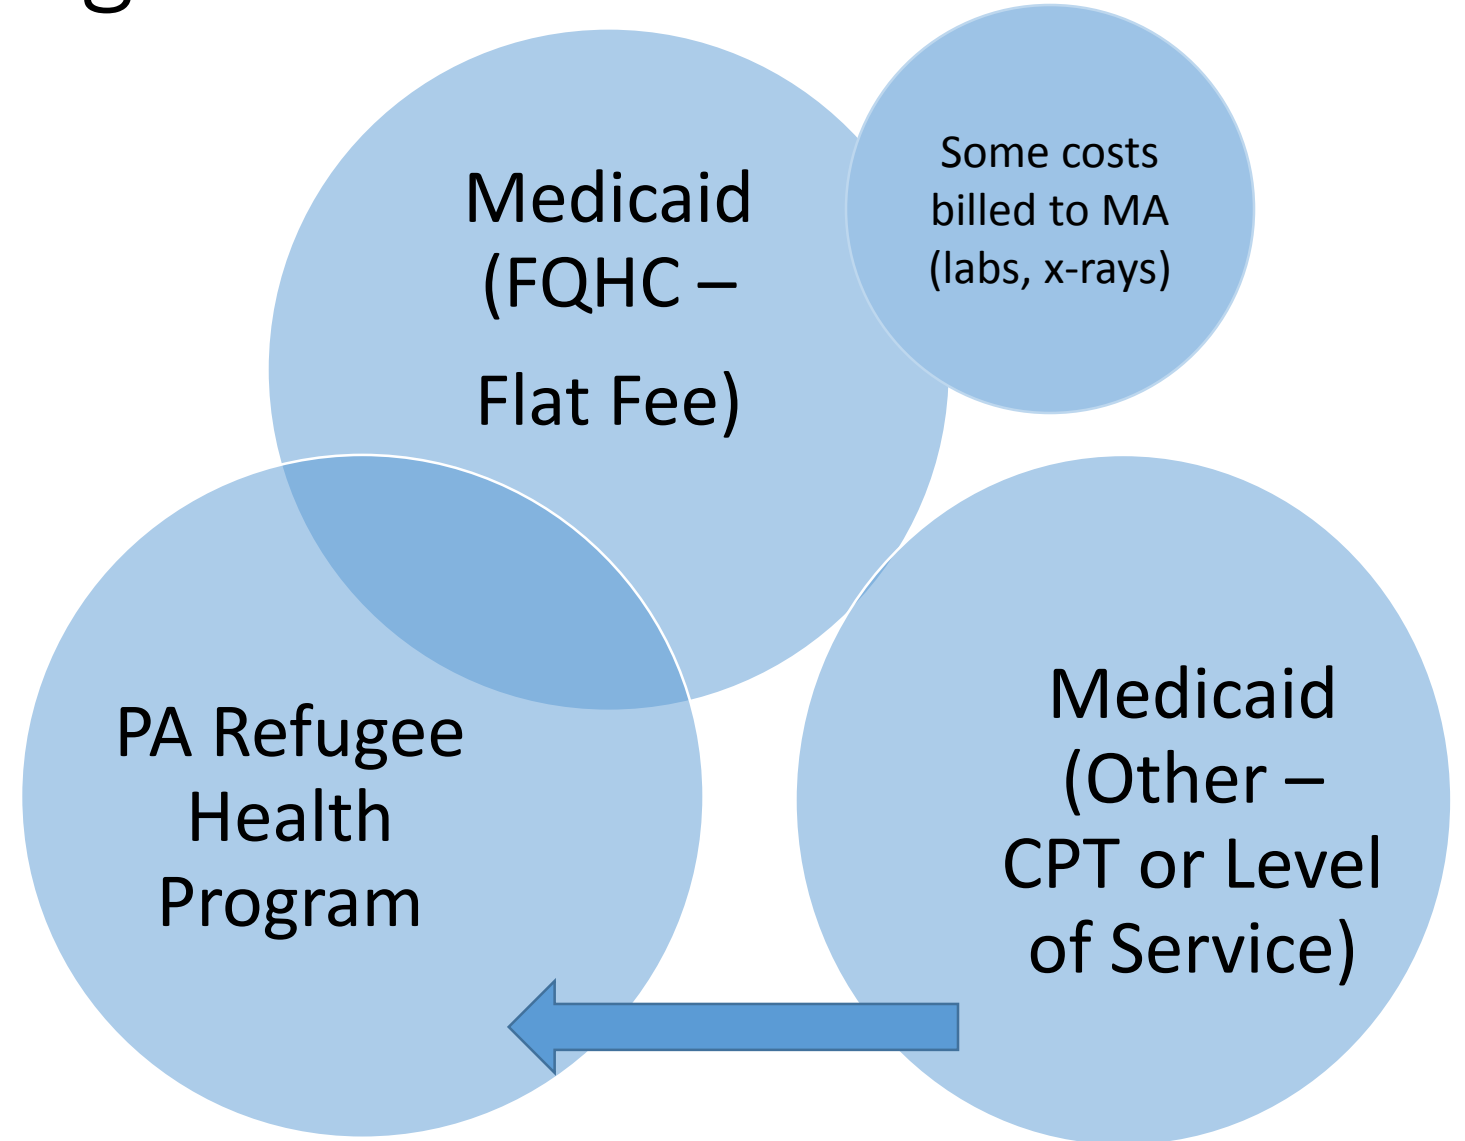 Medicaid
(FQHC –
Flat Fee)
Some costs
billed to MA
(labs, x-rays)
PA Refugee
Health
Program
Medicaid
(Other –
CPT or Level
of Service)